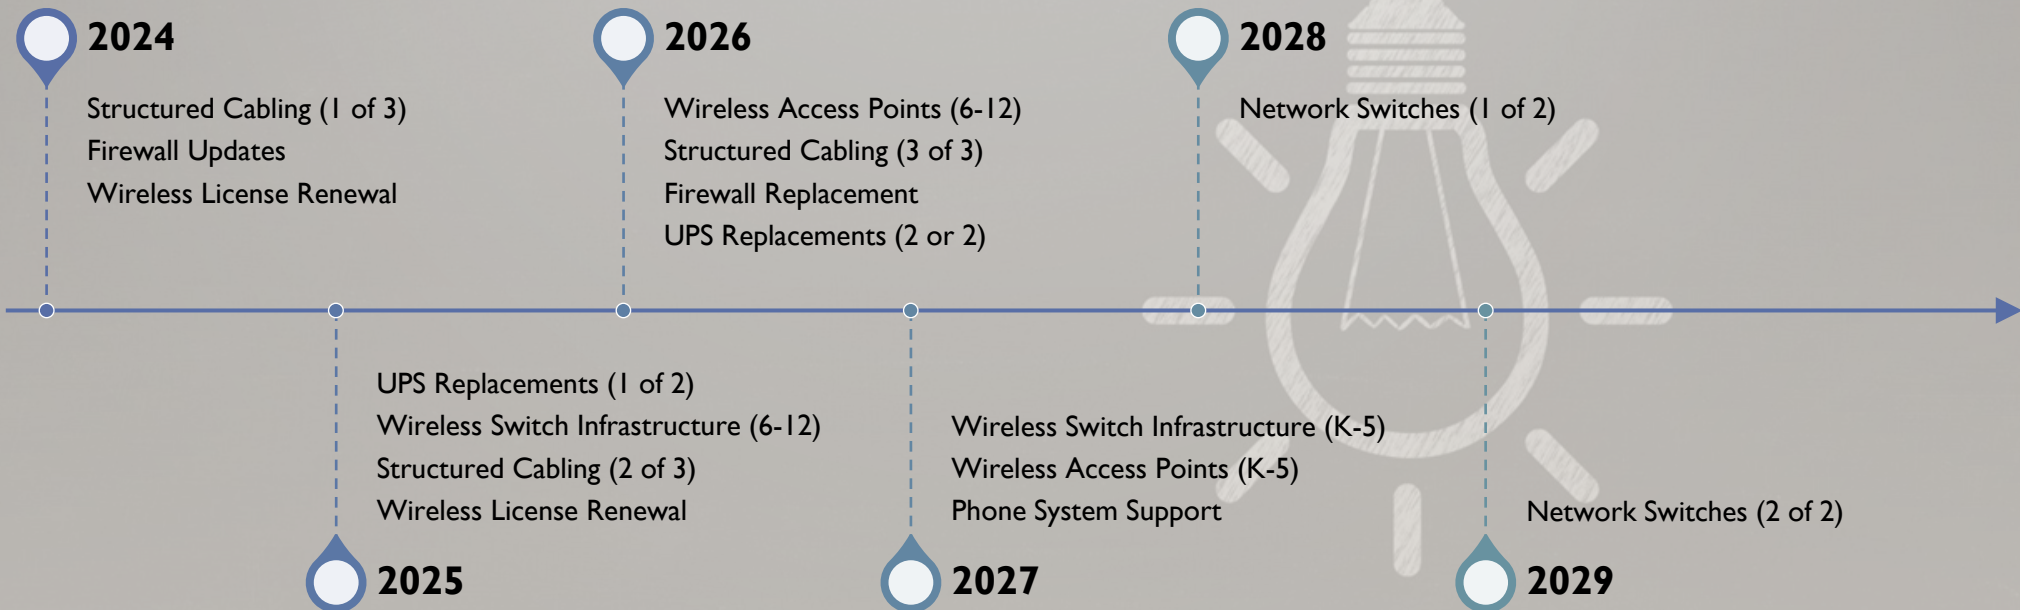 2024
Structured Cabling (1 of 3)
Firewall Updates
Wireless License Renewal
2026
Wireless Access Points (6-12)
Structured Cabling (3 of 3)
Firewall Replacement
UPS Replacements (2 or 2)
2028
Network Switches (1 of 2)
UPS Replacements (1 of 2)
Wireless Switch Infrastructure (6-12)
Structured Cabling (2 of 3)
Wireless License Renewal
2025
Wireless Switch Infrastructure (K-5)
Wireless Access Points (K-5)
Phone System Support
2027
Network Switches (2 of 2)
2029